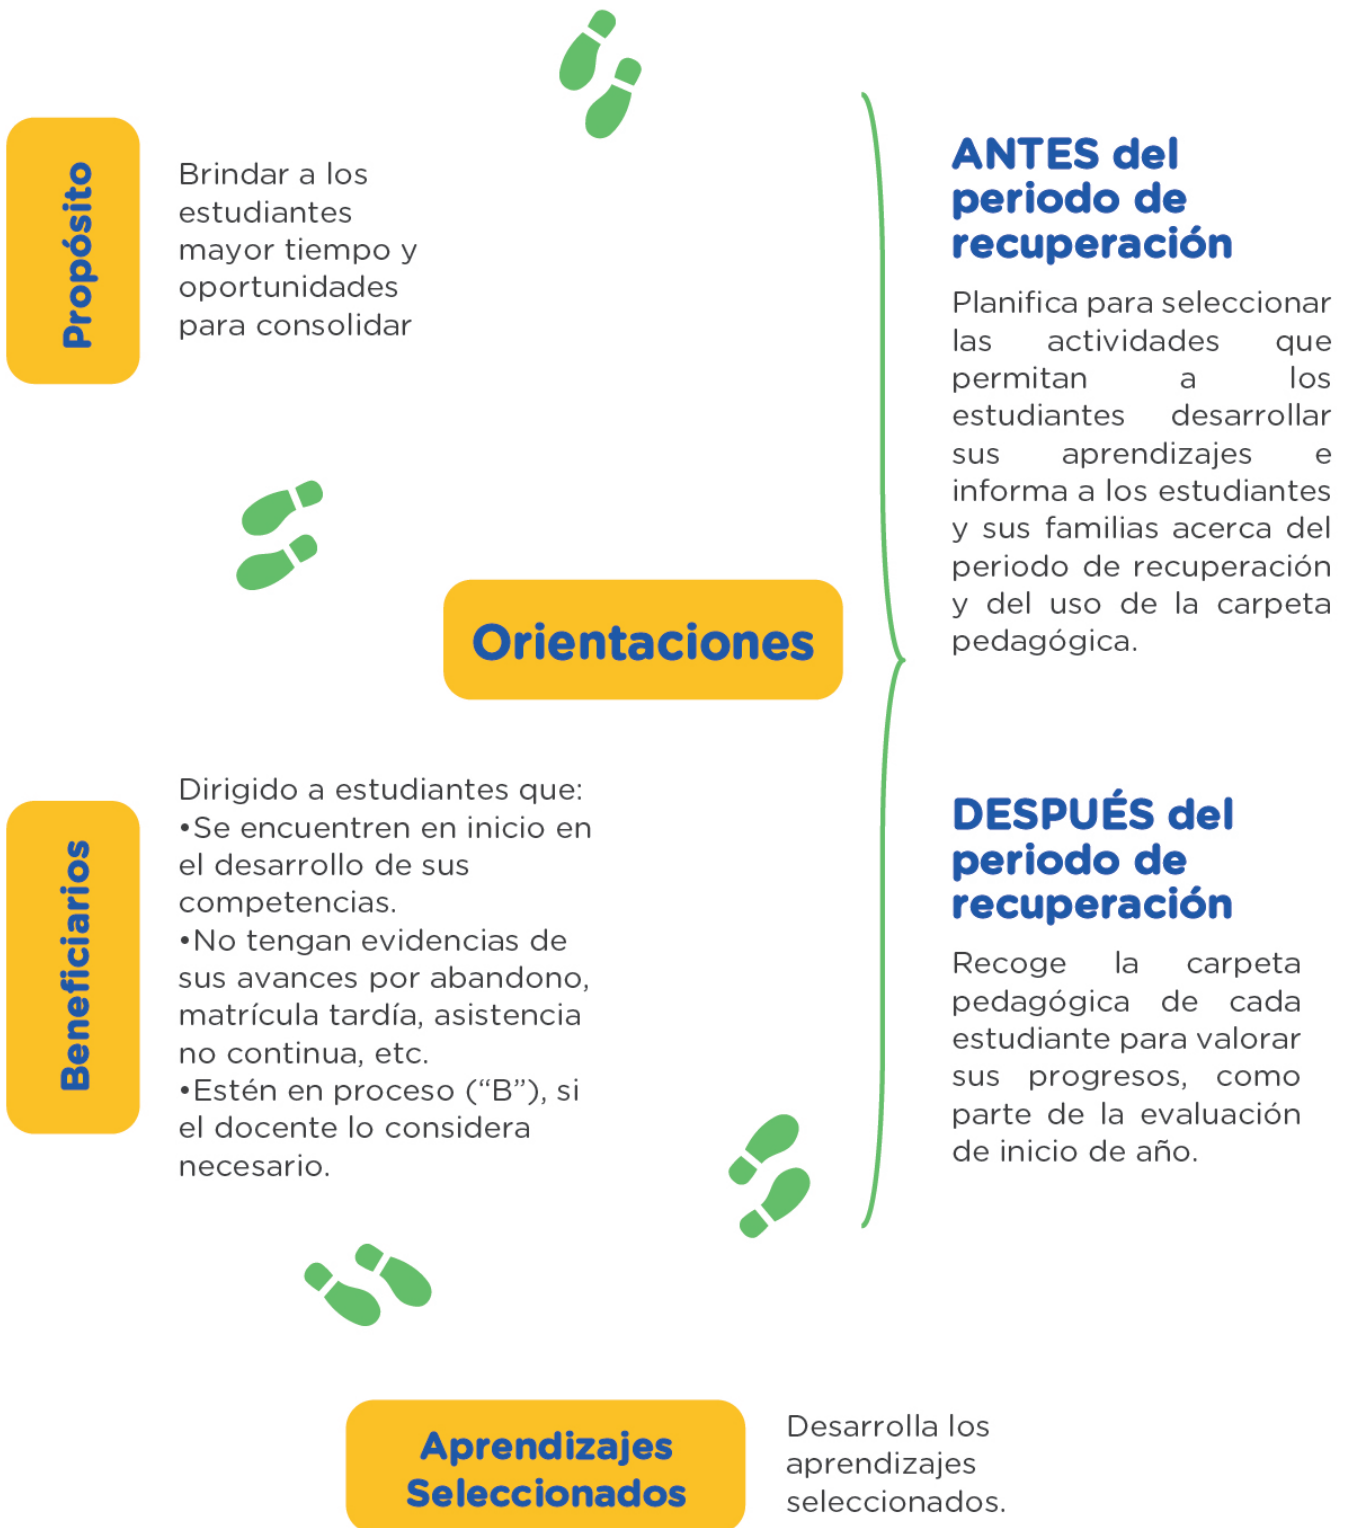 Propósito
Brindar a los
estudiantes
mayor tiempo y
oportunidades
para consolidar
Orientaciones
ANTES del
periodo de
recuperación
Planifica para seleccionar
las actividades que
permitan a los
estudiantes desarrollar
sus aprendizajes e
informa a los estudiantes
y sus familias acerca del
periodo de recuperación
y del uso de la carpeta
pedagógica.
DESPUÉS del
periodo de
recuperación
Recoge la carpeta
pedagógica de cada
estudiante para valorar
sus progresos, como
parte de la evaluación
de inicio de año.
Beneficiarios
Dirigido a estudiantes que:
•Se encuentren en inicio en
el desarrollo de sus
competencias.
•No tengan evidencias de
sus avances por abandono,
matrícula tardía, asistencia
no continua, etc.
•Estén en proceso (“B”), si
el docente lo considera
necesario.
Aprendizajes
Seleccionados
Desarrolla los
aprendizajes
seleccionados.